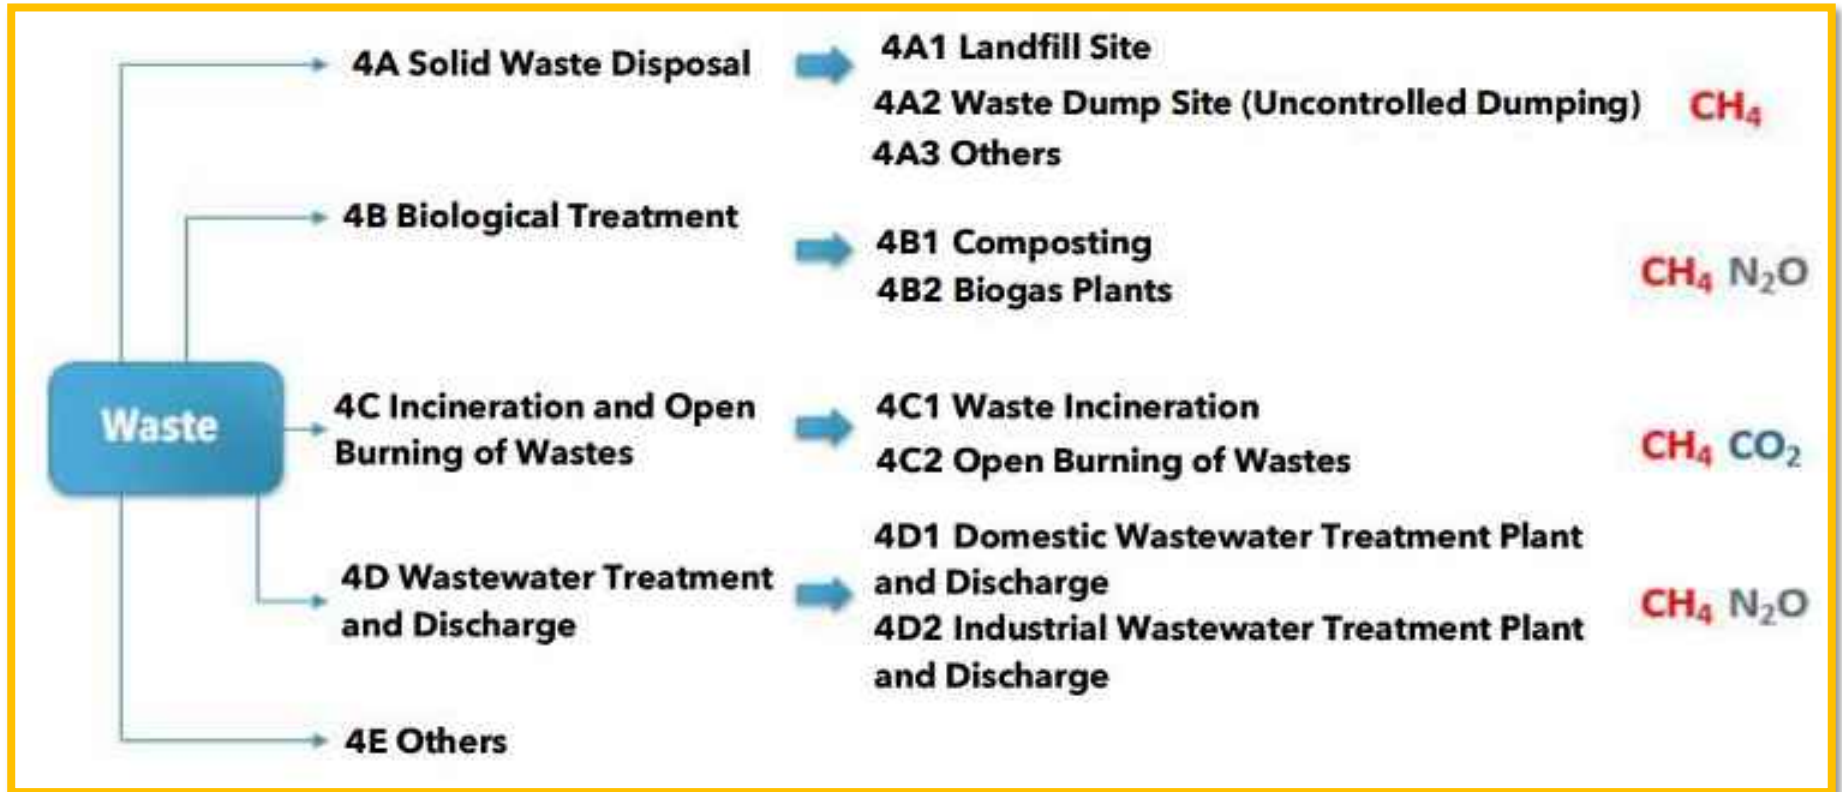 4A Solid Waste Disposal
4A1 Landfill Site
4A2 Waste Dump Site (Uncontrolled Dumping)
4A3 Others
CH₄
4B Biological Treatment
4B1 Composting
4B2 Biogas Plants
CH₄ N₂O
Waste
4C Incineration and Open
Burning of Wastes
4C1 Waste Incineration
4C2 Open Burning of Wastes
CH₄ CO₂
4D Wastewater Treatment
and Discharge
4D1 Domestic Wastewater Treatment Plant
and Discharge
4D2 Industrial Wastewater Treatment Plant
and Discharge
CH₄ N₂O
4E Others